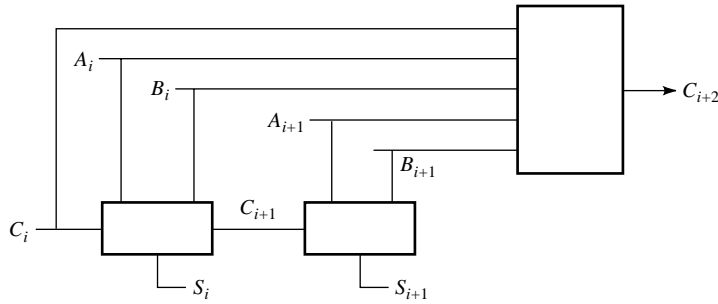 A_i
B_i
C_{i+2}
A_{i+1}
B_{i+1}
C_{i+1}
C_i
S_i
S_{i+1}